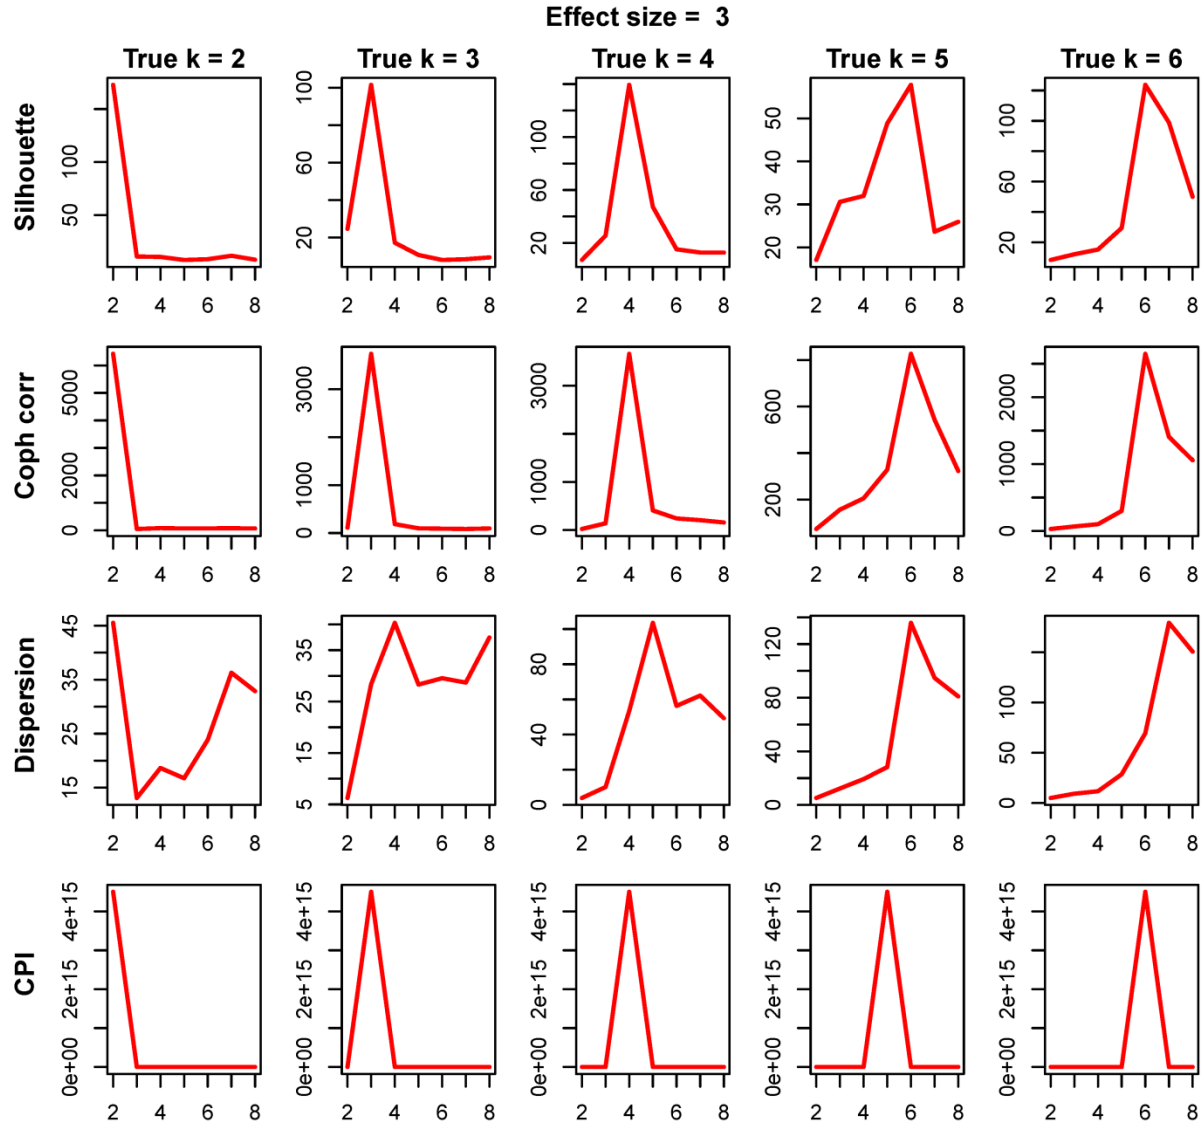 Effect size = 3
True k = 2 True k = 3 True k = 4 True k = 5 True k = 6
Silhouette
50 100
2 4 6 8
20 60 100
2 4 6 8
20 60 100
2 4 6 8
20 30 40 50
2 4 6 8
20 60 100
2 4 6 8
Coph corr
0 2000 5000
2 4 6 8
0 1000 3000
2 4 6 8
0 1000 3000
2 4 6 8
200 600
2 4 6 8
0 1000 2000
2 4 6 8
Dispersion
15 25 35 45
2 4 6 8
5 15 25 35
2 4 6 8
0 40 80
2 4 6 8
0 40 80 120
2 4 6 8
0 50 100
2 4 6 8
CPI
0e+00 2e+15 4e+15
2 4 6 8
0e+00 2e+15 4e+15
2 4 6 8
0e+00 2e+15 4e+15
2 4 6 8
0e+00 2e+15 4e+15
2 4 6 8
0e+00 2e+15 4e+15
2 4 6 8